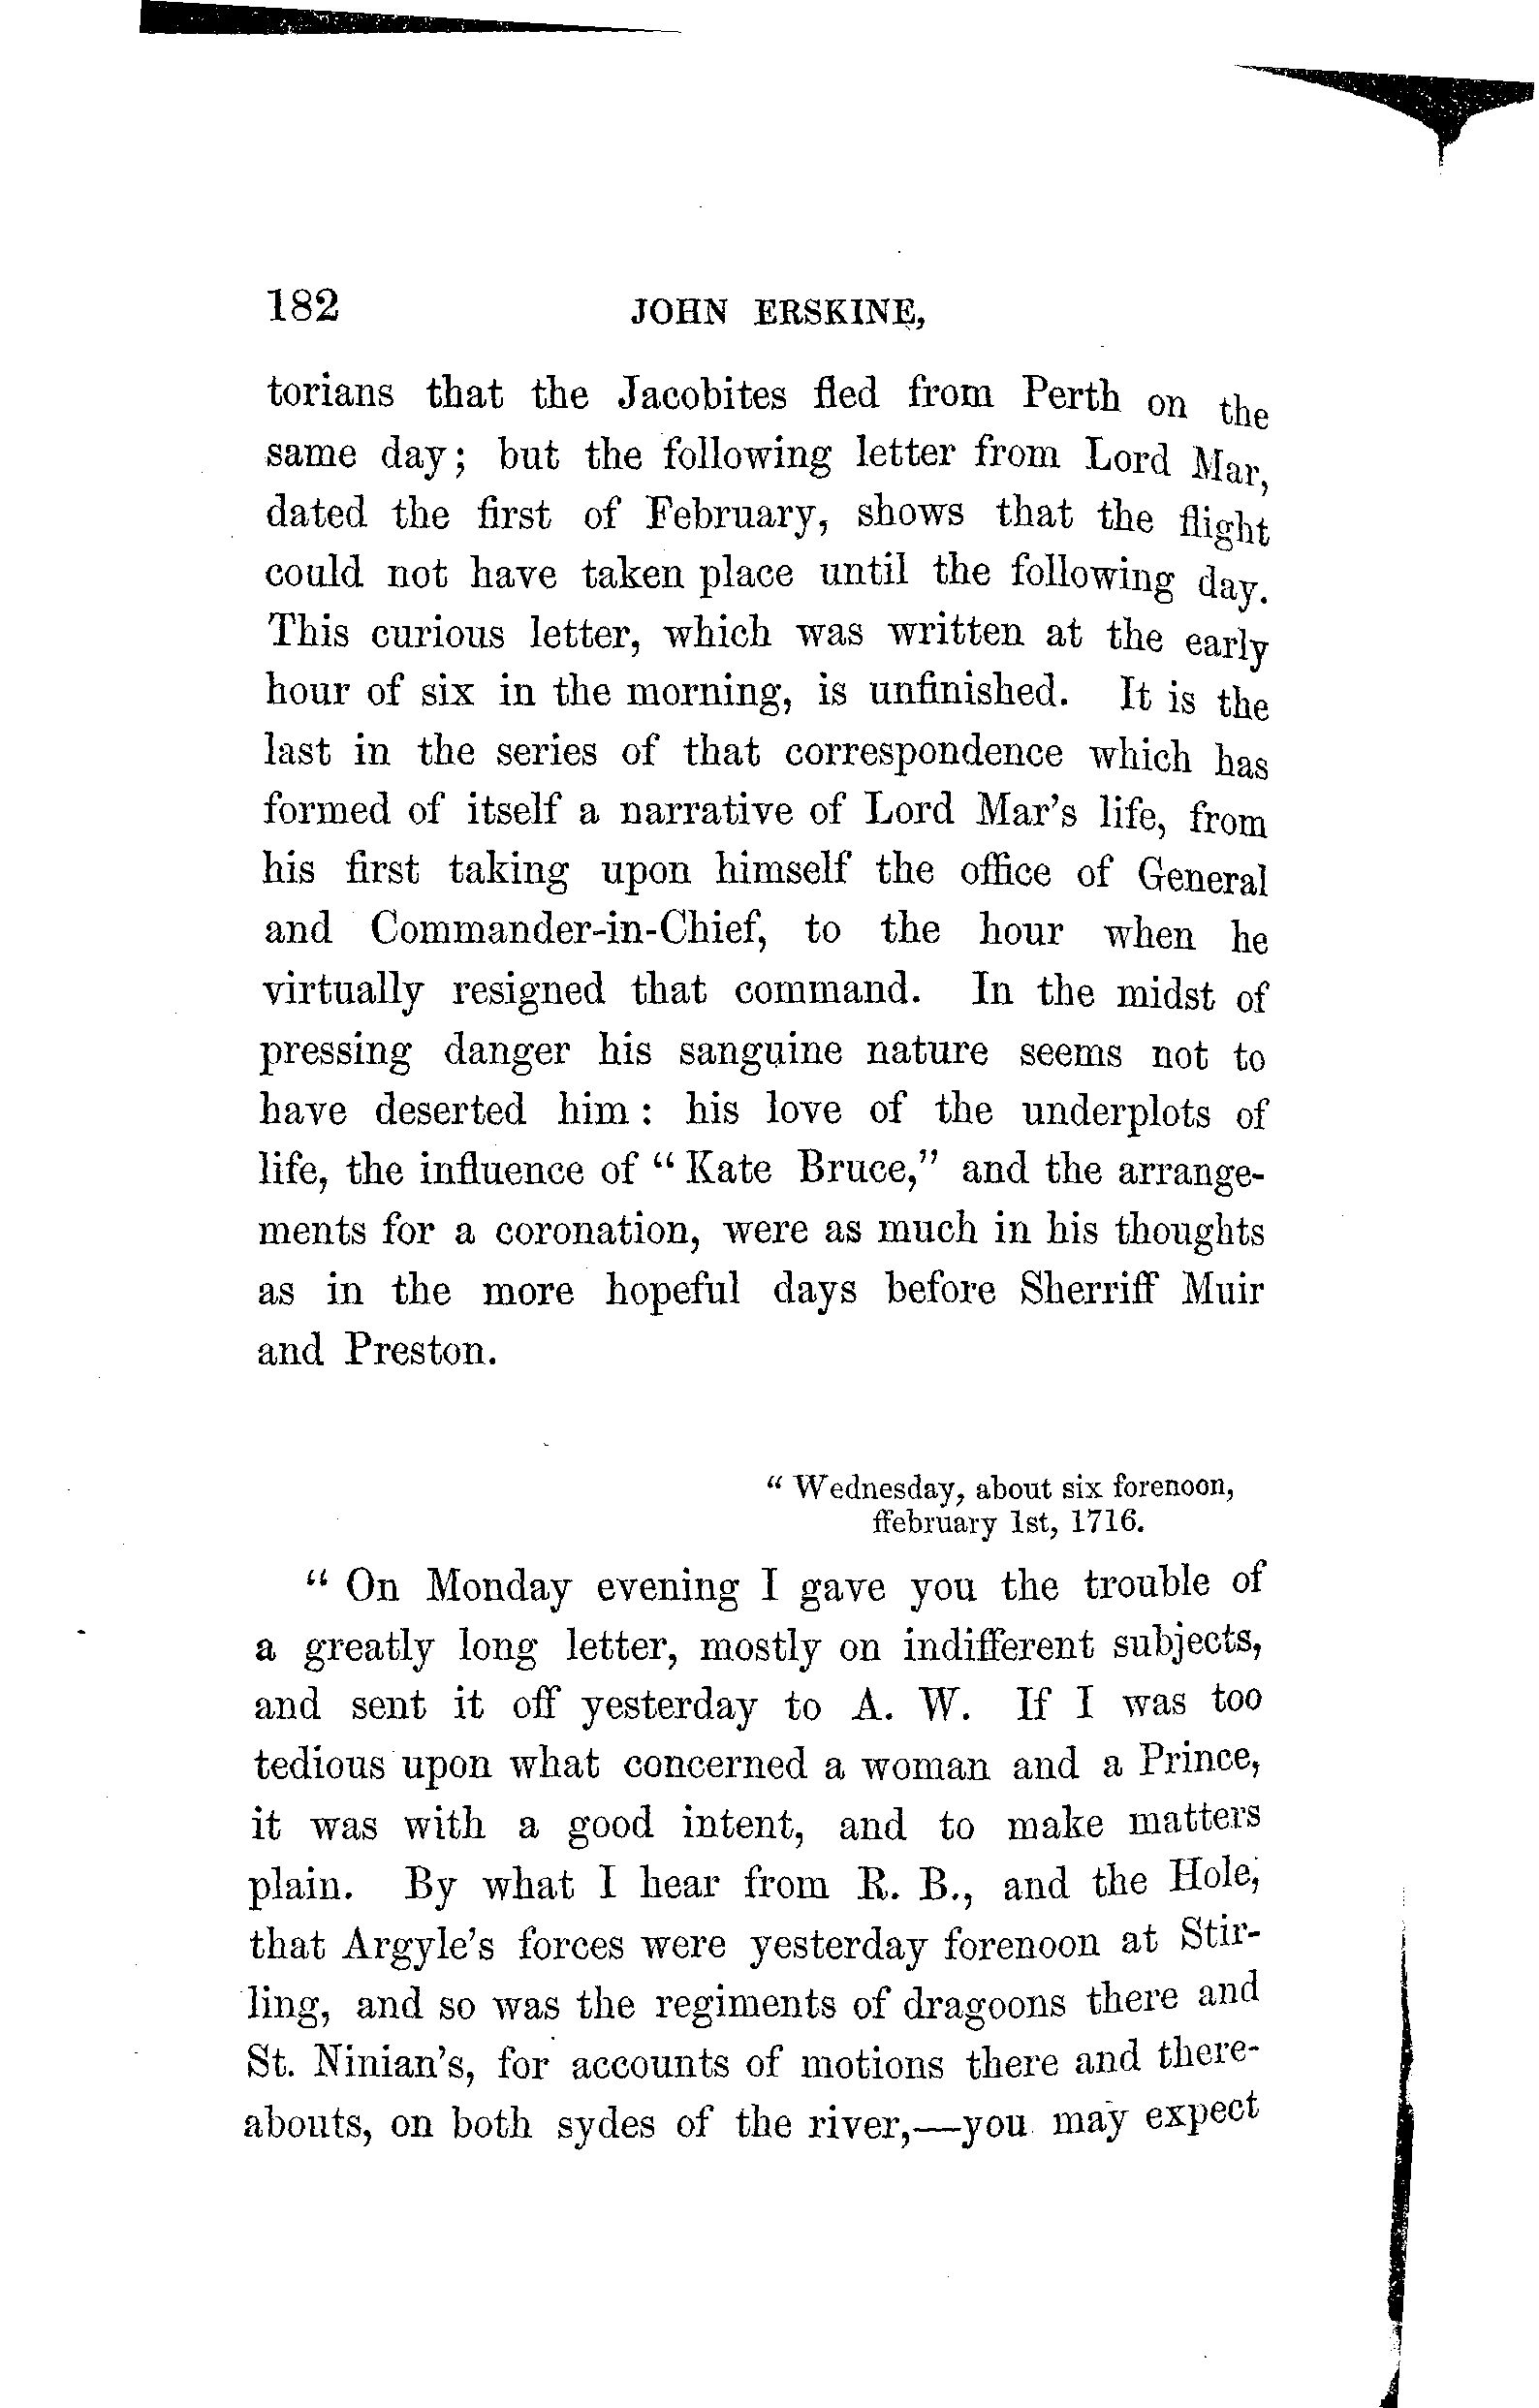 182 JOHN ERSKINE,
torians that the Jacobites fled from Perth on the
same day; but the following letter from Lord Mar,
dated the first of February, shows that the flight
could not have taken place until the following day.
This curious letter, which was written at the early
hour of six in the morning, is unfinished. It is the
last in the series of that correspondence which has
formed of itself a narrative of Lord Mar's life, from
his first taking upon himself the office of General
and Commander-in-Chief, to the hour when he
virtually resigned that command. In the midst of
pressing danger his sanguine nature seems not to
have deserted him: his love of the underplots of
life, the influence of "Kate Bruce," and the arrange-
ments for a coronation, were as much in his thoughts
as in the more hopeful days before Sherriff Muir
and Preston.
"Wednesday, about six forenoon,
ffebruary 1st, 1716.
"On Monday evening I gave you the trouble of
a greatly long letter, mostly on indifferent subjects,
and sent it off yesterday to A. W. If I was too
tedious upon what concerned a woman and a Prince,
it was with a good intent, and to make matters
plain. By what I hear from R. B., and the Hole,
that Argyle's forces were yesterday forenoon at Stir-
ling, and so was the regiments of dragoons there and
St. Ninian's, for accounts of motions there and there-
abouts, on both sydes of the river,—you may expect